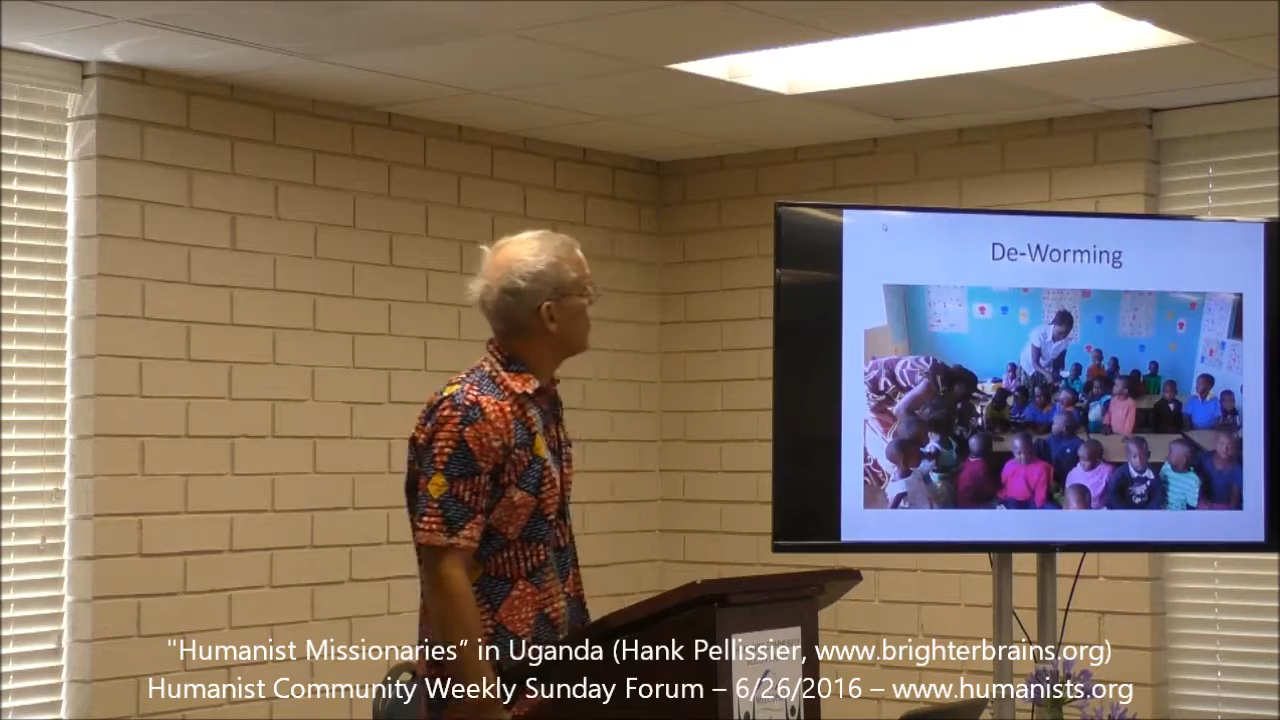 De-Worming
"Humanist Missionaries” in Uganda (Hank Pellissier, www.brighterbrains.org)
Humanist Community Weekly Sunday Forum – 6/26/2016 – www.humanists.org